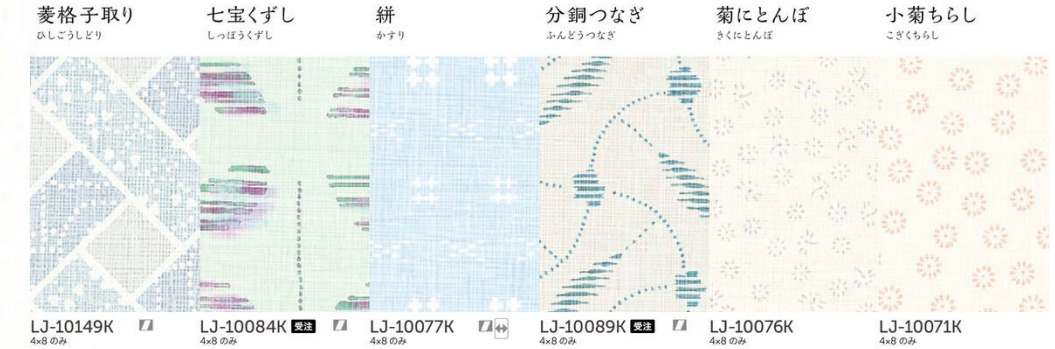 菱格子取り
ひしごうしどり
七宝くずし
しっぽうくずし
絣
かすり
分銅つなぎ
ふんどうつなぎ
菊にとんぼ
きくにとんぼ
小菊ちらし
こぎくちらし
LJ-10149K
4×8 のみ
LJ-10084K 受注
4×8 のみ
LJ-10077K
4×8 のみ
LJ-10089K 受注
4×8 のみ
LJ-10076K
4×8 のみ
LJ-10071K
4×8 のみ